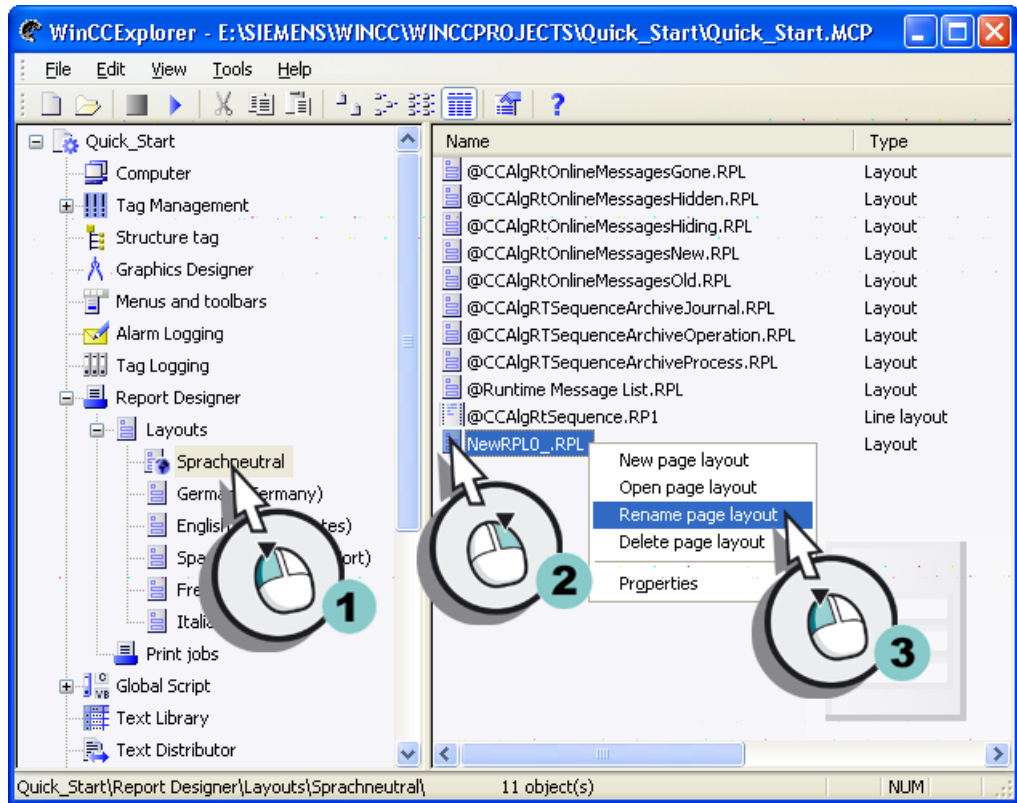 WinCCExplorer - E:\SIEMENS\WINCC\WINCCPROJECTS\Quick_Start\Quick_Start.MCP
File Edit View Tools Help
Quick_Start
Computer
Tag Management
Structure tag
Graphics Designer
Menus and toolbars
Alarm Logging
Tag Logging
Report Designer
Layouts
Sprachneutral
Print jobs
Global Script
Text Library
Text Distributor
Name Type
@CCAlgRtOnlineMessagesGone.RPL Layout
@CCAlgRtOnlineMessagesHidden.RPL Layout
@CCAlgRtOnlineMessagesHiding.RPL Layout
@CCAlgRtOnlineMessagesNew.RPL Layout
@CCAlgRtOnlineMessagesOld.RPL Layout
@CCAlgRTSequenceArchiveJournal.RPL Layout
@CCAlgRTSequenceArchiveOperation.RPL Layout
@CCAlgRTSequenceArchiveProcess.RPL Layout
@Runtime Message List.RPL Layout
@CCAlgRtSequence.RP1 Line layout
NewRPL0_.RPL Layout
New page layout
Open page layout
Rename page layout
Delete page layout
Properties
1
2
3
Quick_Start\Report Designer\Layouts\Sprachneutral\ 11 object(s) NUM